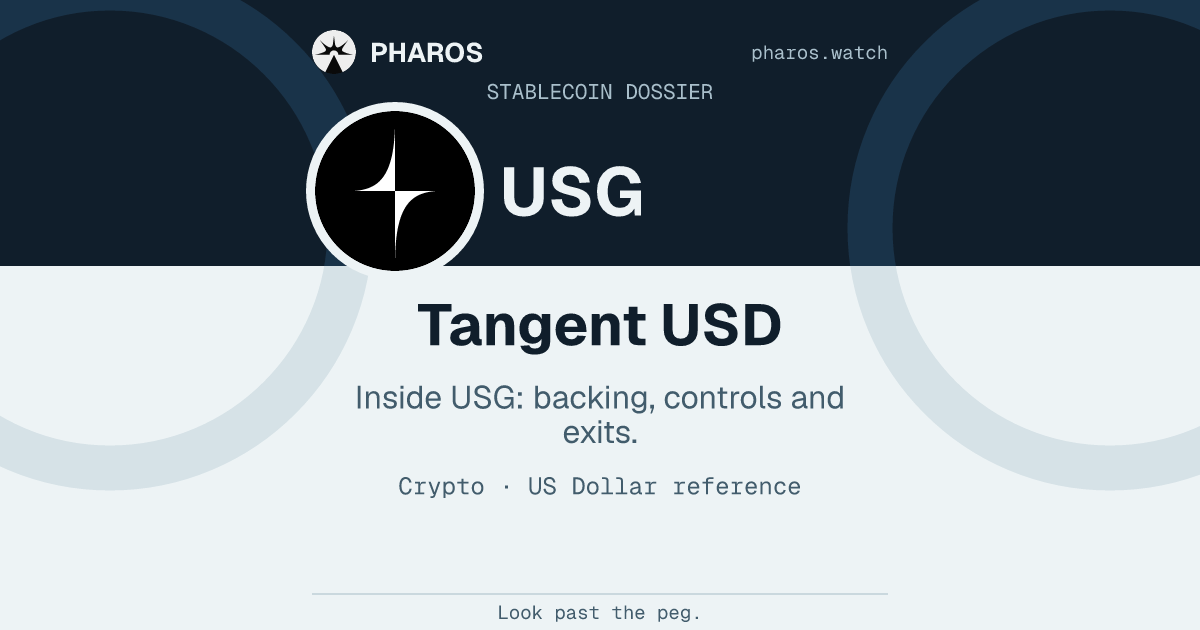 PHAROS
pharos.watch
STABLECOIN DOSSIER
USG
Tangent USD
Inside USG: backing, controls and
exits.
Crypto · US Dollar reference
Look past the peg.